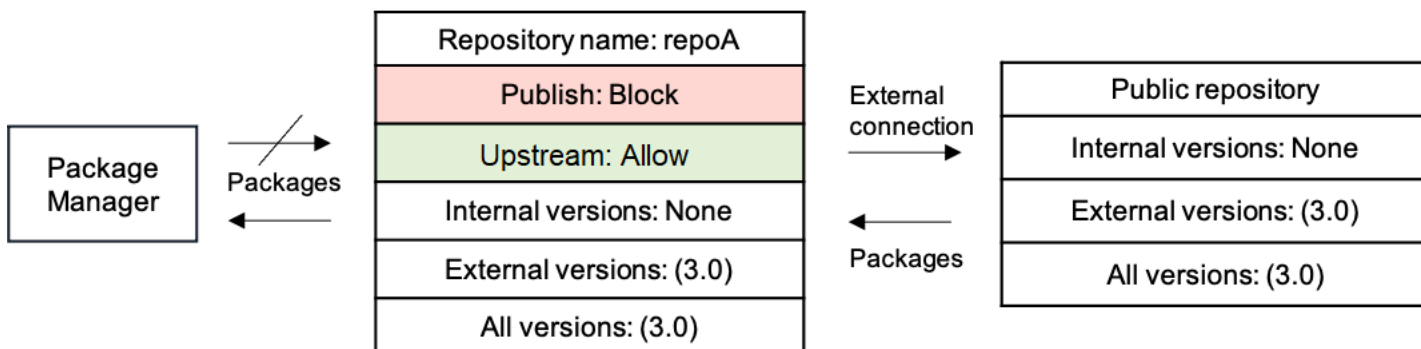 Package
Manager
Packages
Repository name: repoA
Publish: Block
Upstream: Allow
Internal versions: None
External versions: (3.0)
All versions: (3.0)
External
connection
Packages
Public repository
Internal versions: None
External versions: (3.0)
All versions: (3.0)